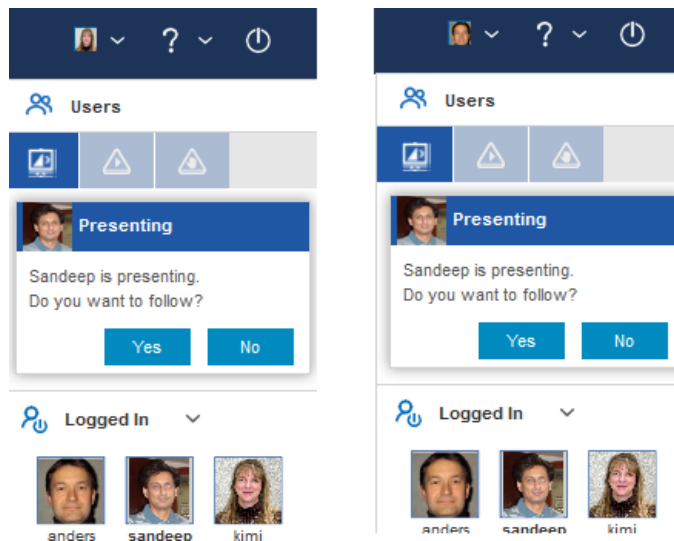 ?
Users
Presenting
Sandeep is presenting.
Do you want to follow?
Yes No
Logged In
anders sandeep kimi
?
Users
Presenting
Sandeep is presenting.
Do you want to follow?
Yes No
Logged In
anders sandeep kimi